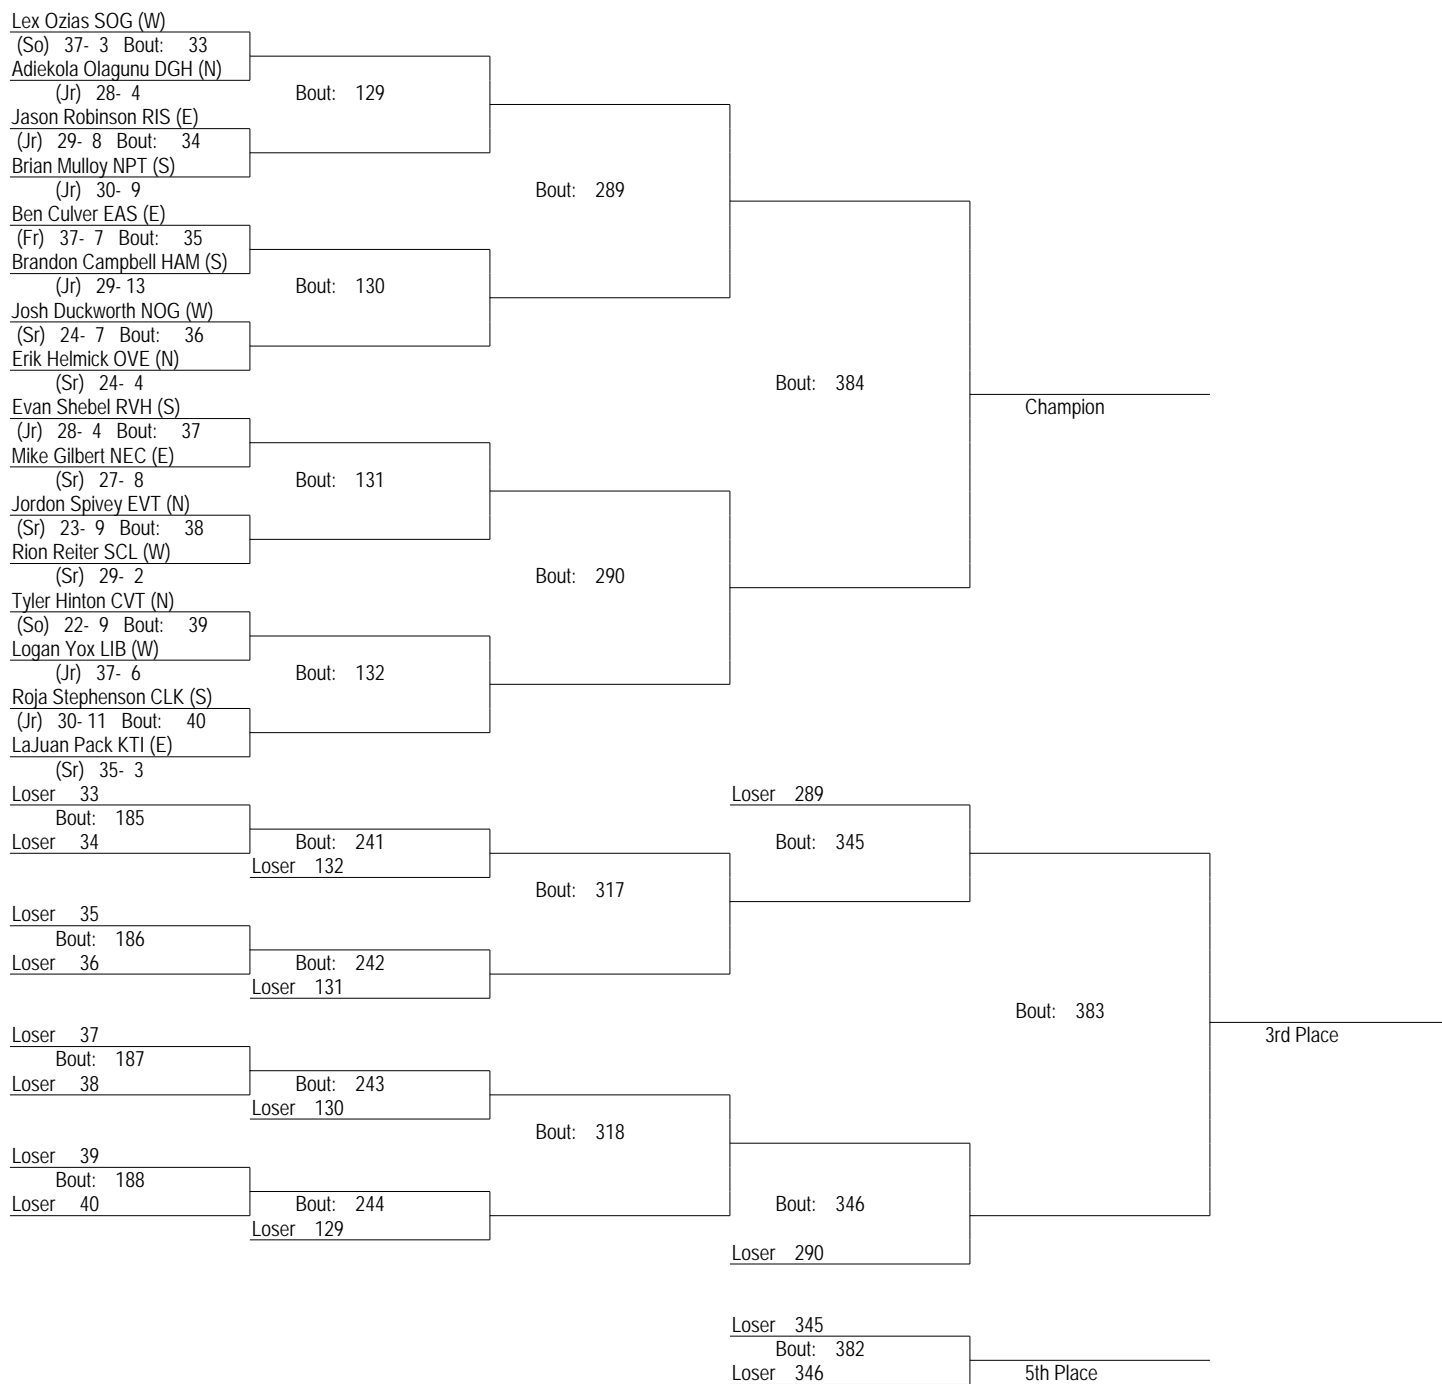 Lex Ozias SOG (W)
(So) 37- 3 Bout: 33
Adiekola Olagunu DGH (N)
(Jr) 28- 4 Bout: 129
Jason Robinson RIS (E)
(Jr) 29- 8 Bout: 34
Brian Mulloy NPT (S)
(Jr) 30- 9 Bout: 289
Ben Culver EAS (E)
(Fr) 37- 7 Bout: 35
Brandon Campbell HAM (S)
(Jr) 29- 13 Bout: 130
Josh Duckworth NOG (W)
(Sr) 24- 7 Bout: 36
Erik Helmick OVE (N)
(Sr) 24- 4 Bout: 384
Evan Shebel RVH (S) Champion
(Jr) 28- 4 Bout: 37
Mike Gilbert NEC (E)
(Sr) 27- 8 Bout: 131
Jordon Spivey EVT (N)
(Sr) 23- 9 Bout: 38
Rion Reiter SCL (W)
(Sr) 29- 2 Bout: 290
Tyler Hinton CVT (N)
(So) 22- 9 Bout: 39
Logan Yox LIB (W)
(Jr) 37- 6 Bout: 132
Roja Stephenson CLK (S)
(Jr) 30- 11 Bout: 40
LaJuan Pack KTI (E)
(Sr) 35- 3
Loser 33 Loser 289
Bout: 185
Loser 34 Bout: 241 Bout: 345
Loser 132
Bout: 317
Loser 35
Bout: 186
Loser 36 Bout: 242
Loser 131
Bout: 383
Loser 37 3rd Place
Bout: 187
Loser 38 Bout: 243
Loser 130
Bout: 318
Loser 39
Bout: 188
Loser 40 Bout: 244 Bout: 346
Loser 129
Loser 290
Loser 345
Bout: 382
Loser 346 5th Place